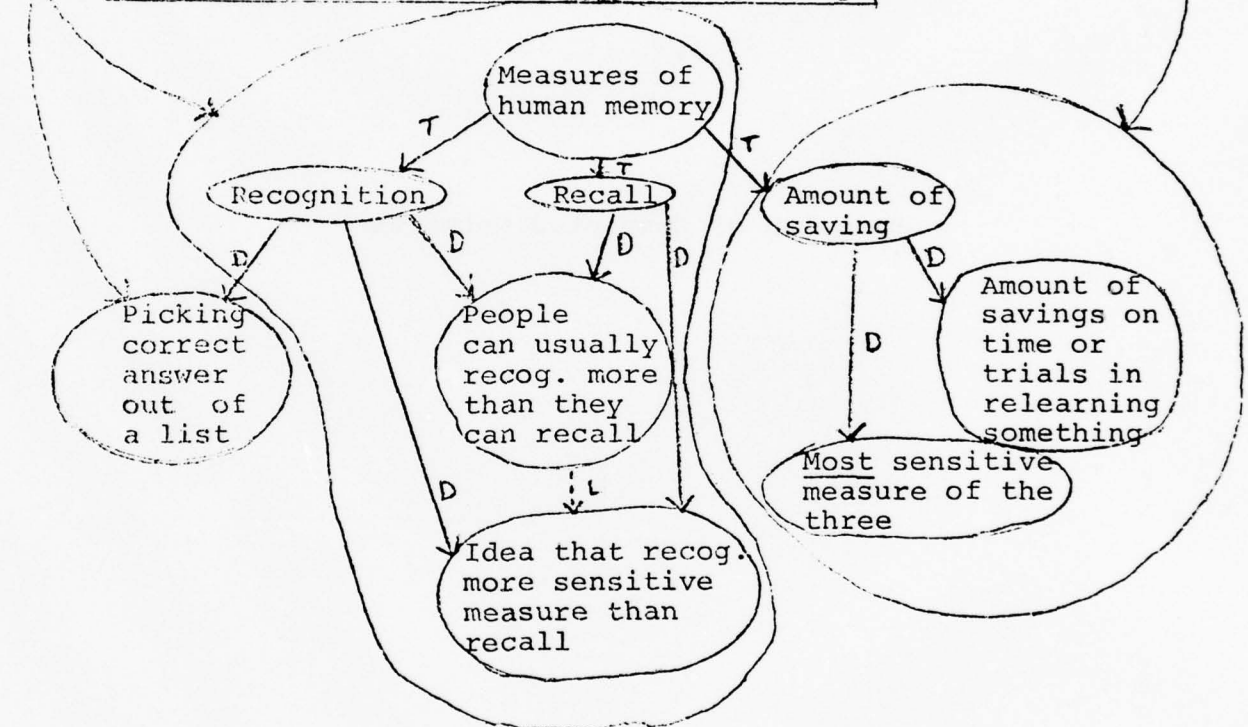 Measures of
human memory
T
T
T
Recognition
Recall
Amount of
saving
D
D
D
D
D
D
D
Picking
correct
answer
out of
a list
People
can usually
recog. more
than they
can recall
Amount of
savings on
time or
trials in
relearning
something
L
Most sensitive
measure of the
three
Idea that recog.
more sensitive
measure than
recall